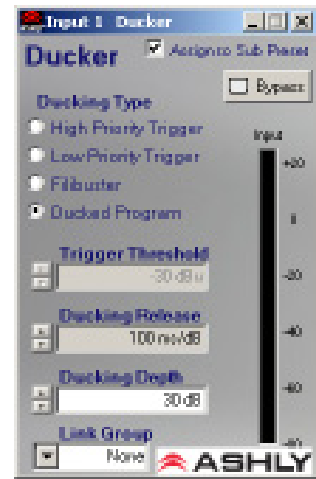 Input 1 Ducker
Ducker
Assign to Sub Preset
Bypass
Ducking Type
High Priority Trigger
Low Priority Trigger
Filibuster
Ducked Program
Input
+20
0
-20
-40
-60
-80
Trigger Threshold
-30 dBu
Ducking Release
100 ms/dB
Ducking Depth
30 dB
Link Group
None
ASHLY